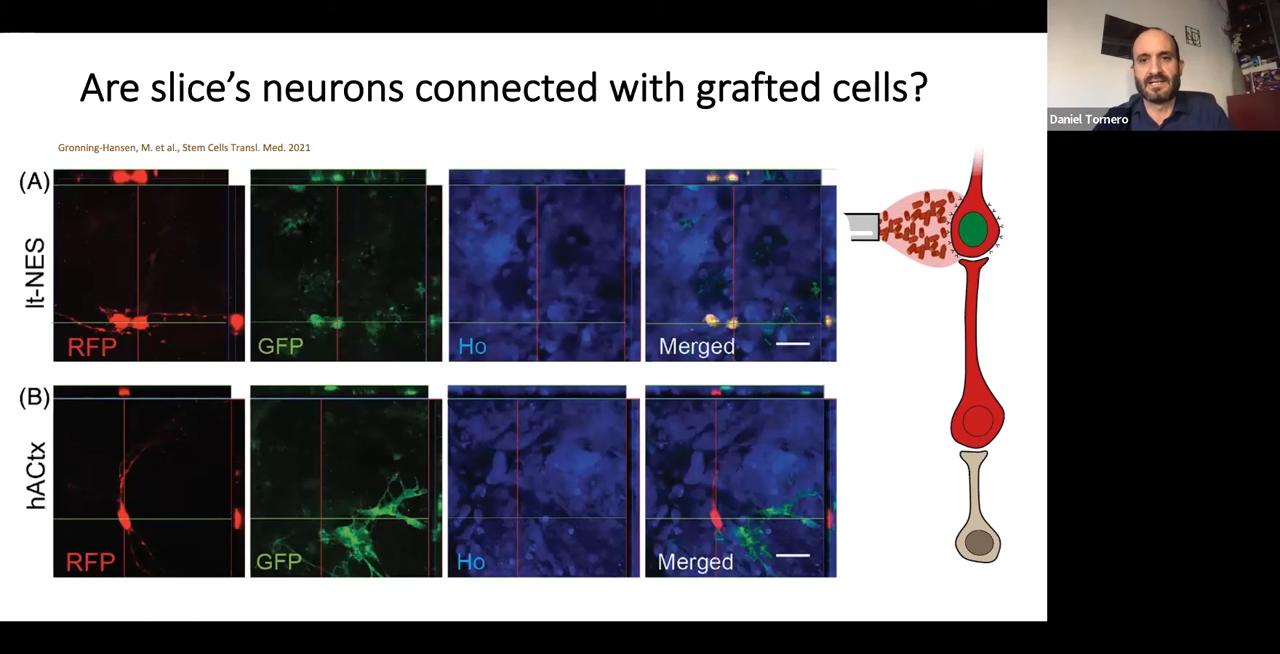 Are slice's neurons connected with grafted cells?
Daniel Tornero
Gronning-Hansen, M. et al., Stem Cells Transl. Med. 2021
(A)
lt-NES
RFP
GFP
Ho
Merged
(B)
hACtx
RFP
GFP
Ho
Merged